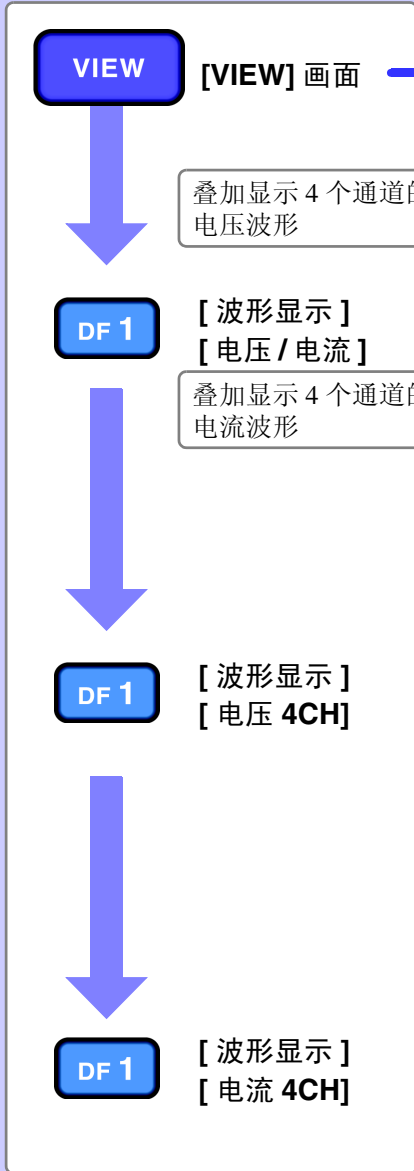 VIEW [VIEW] 画面
叠加显示 4 个通道的
电压波形
DF 1 [ 波形显示 ]
[ 电压 / 电流 ]
叠加显示 4 个通道的
电流波形
DF 1 [ 波形显示 ]
[ 电压 4CH]
DF 1 [ 波形显示 ]
[ 电流 4CH]